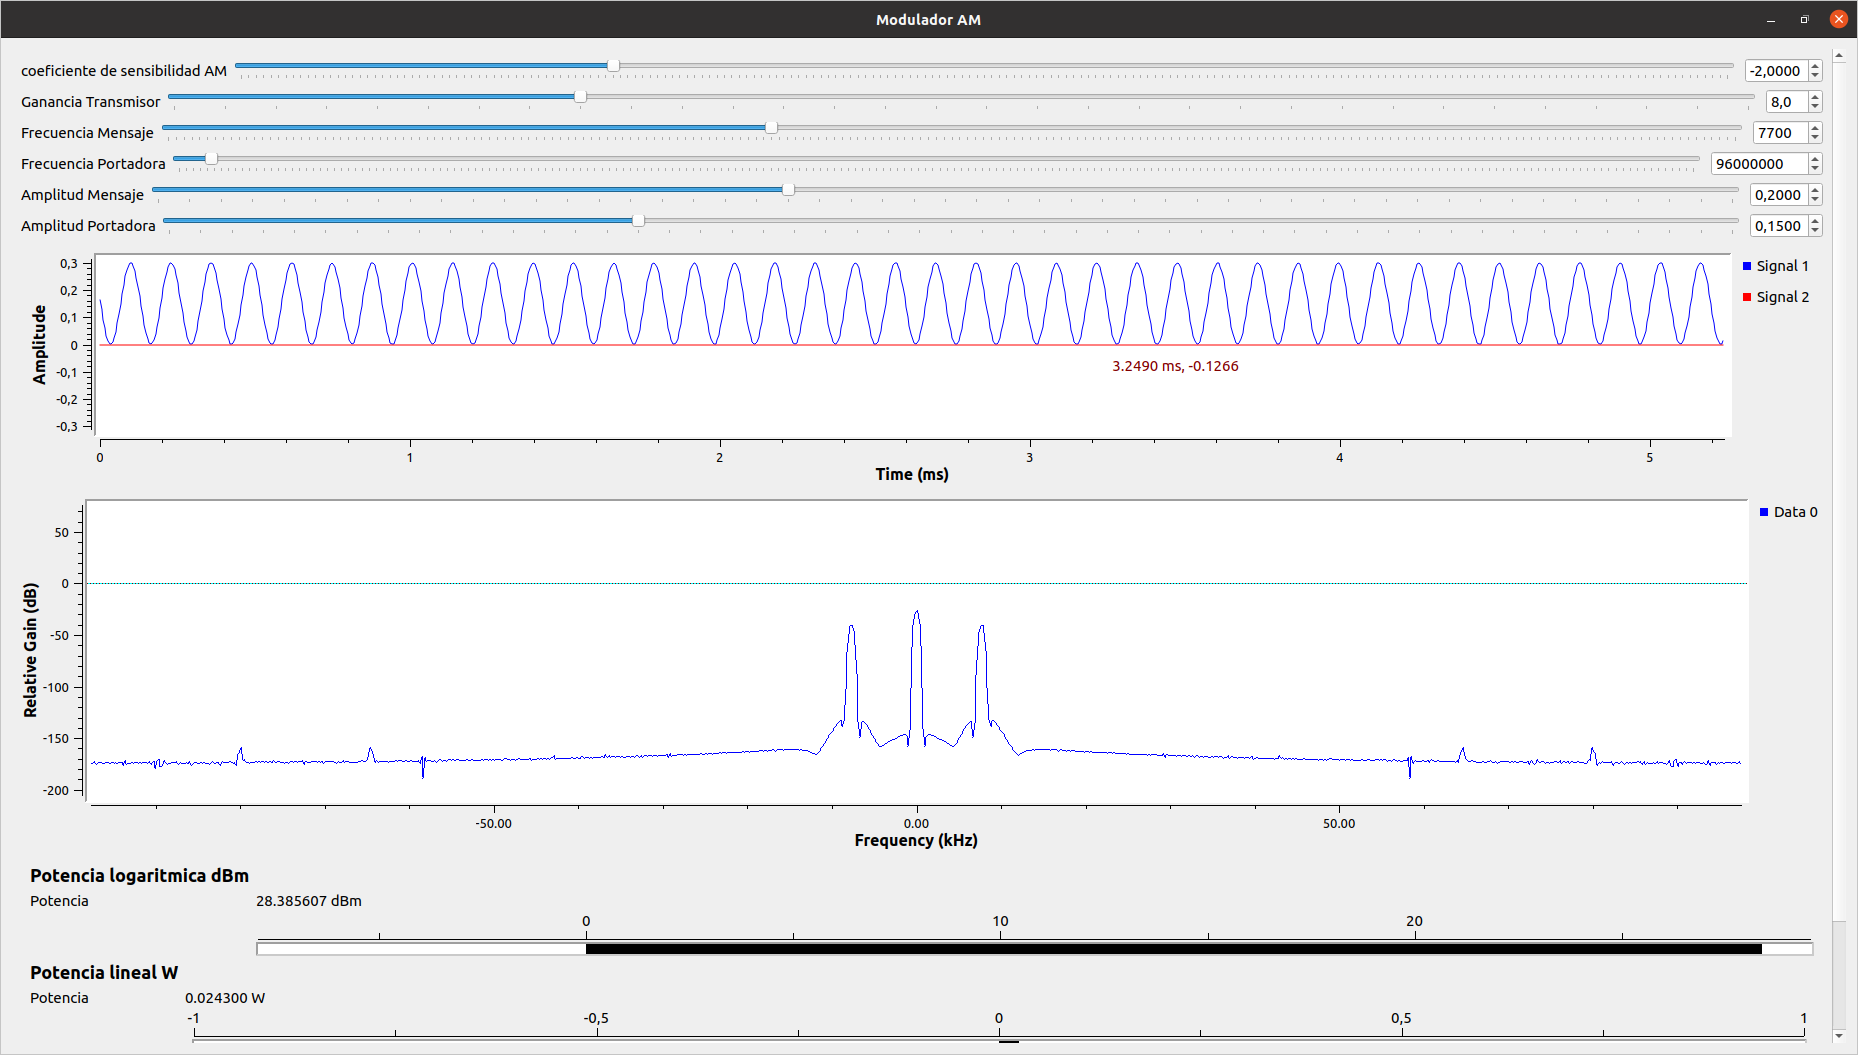 Modulador AM
coeficiente de sensibilidad AM -2,0000
Ganancia Transmisor 8,0
Frecuencia Mensaje 7700
Frecuencia Portadora 96000000
Amplitud Mensaje 0,2000
Amplitud Portadora 0,1500
0,3
0,2
0,1
0
-0,1
-0,2
-0,3
Amplitude
Signal 1
Signal 2
3.2490 ms, -0.1266
0 1 2 3 4 5
Time (ms)
50
0
-50
-100
-150
-200
Relative Gain (dB)
Data 0
-50.00 0.00 50.00
Frequency (kHz)
Potencia logaritmica dBm
Potencia 28.385607 dBm
0 10 20
Potencia lineal W
Potencia 0.024300 W
-1 -0,5 0 0,5 1